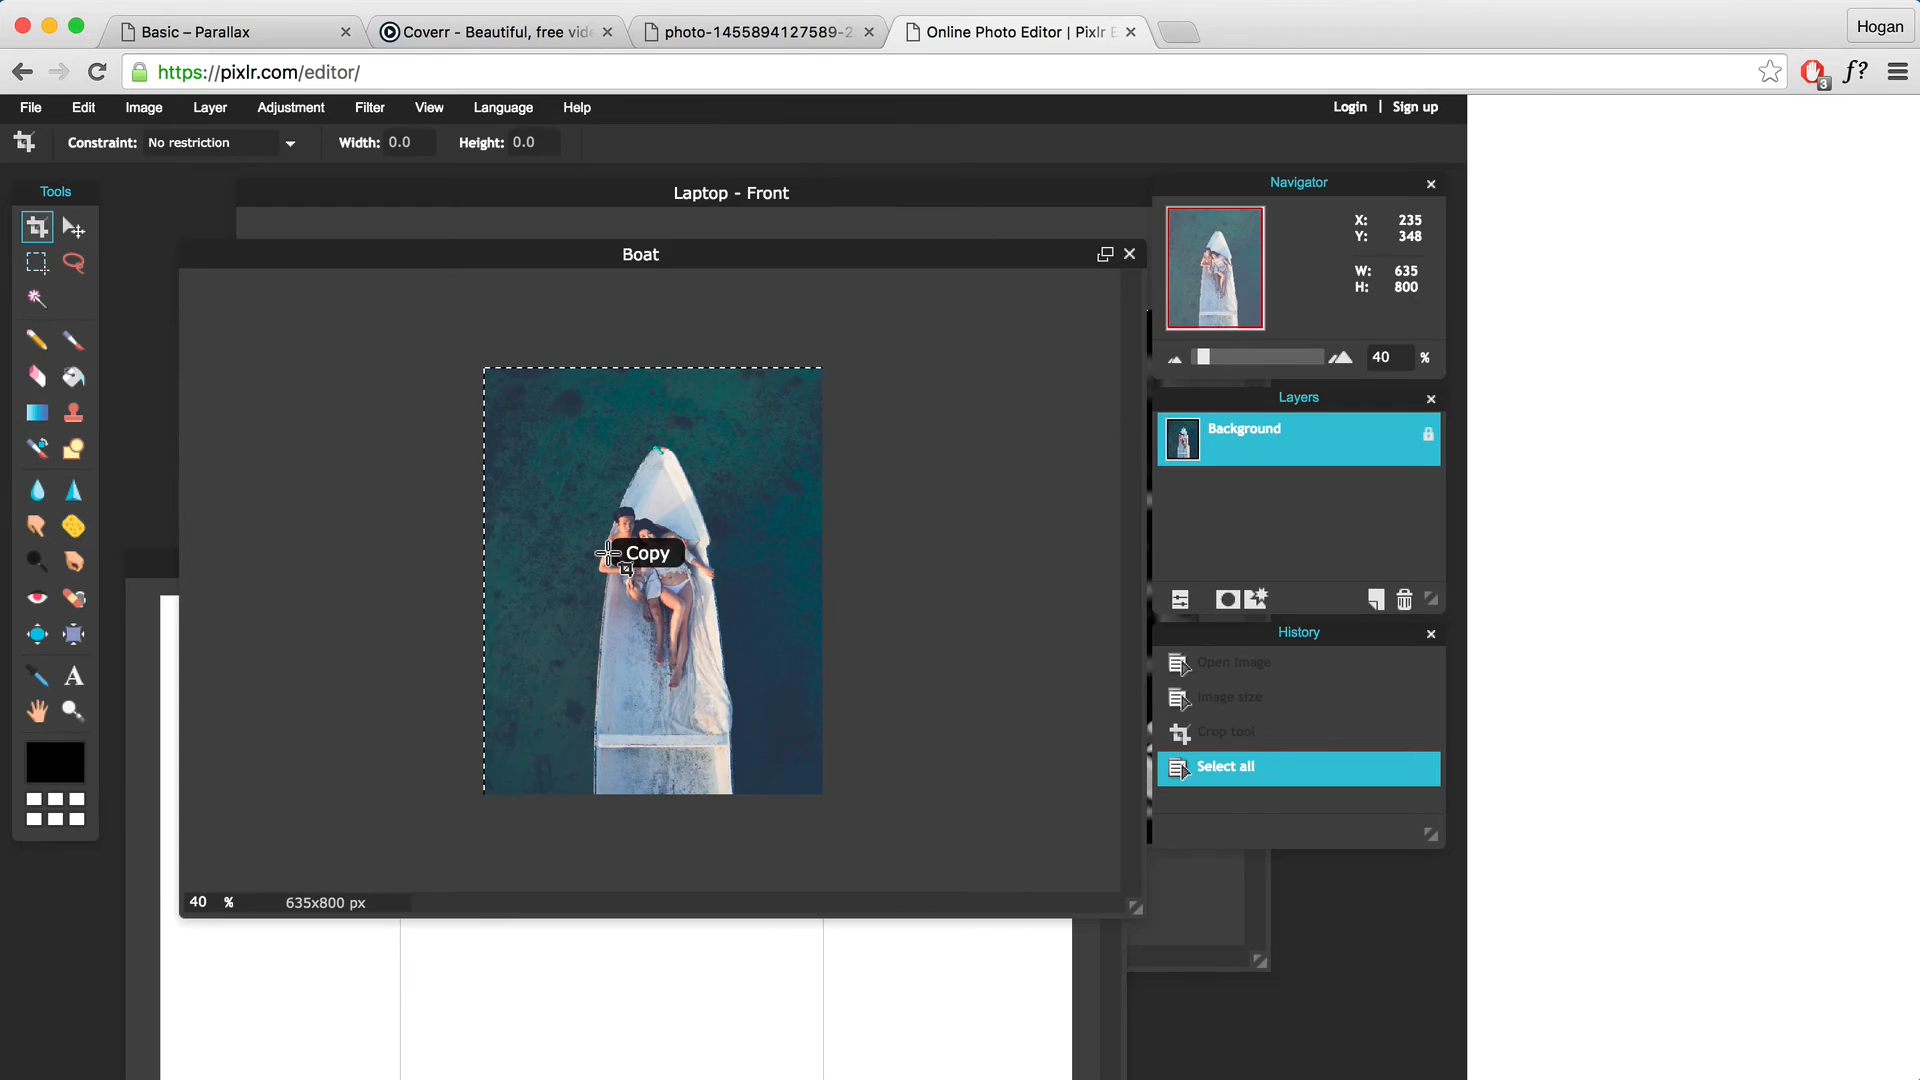 Basic – Parallax
Coverr - Beautiful, free vide
photo-1455894127589-2
Online Photo Editor | Pixlr E
Hogan
https://pixlr.com/editor/
3
f?
File Edit Image Layer Adjustment Filter View Language Help
Login | Sign up
Constraint: No restriction Width: 0.0 Height: 0.0
Tools
Laptop - Front
Navigator
X: 235
Y: 348
W: 635
H: 800
40 %
Boat
Layers
Background
Copy
History
Open image
Image size
Crop tool
Select all
A
40 % 635x800 px